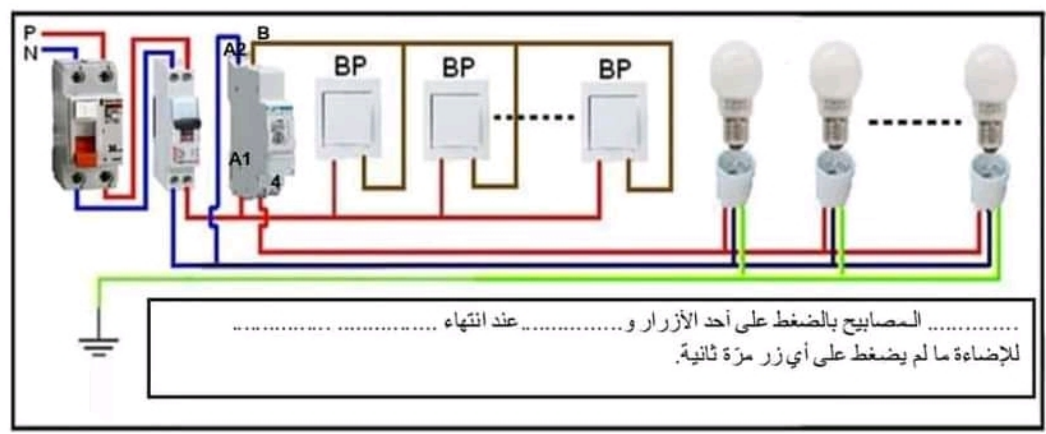 P
N
A2
B
BP
BP
BP
A1
4
.............. المصابيح بالضغط على أحد الأزرار و................عند انتهاء ................ ................
للإضاءة ما لم يضغط على أي زر مرّة ثانية.